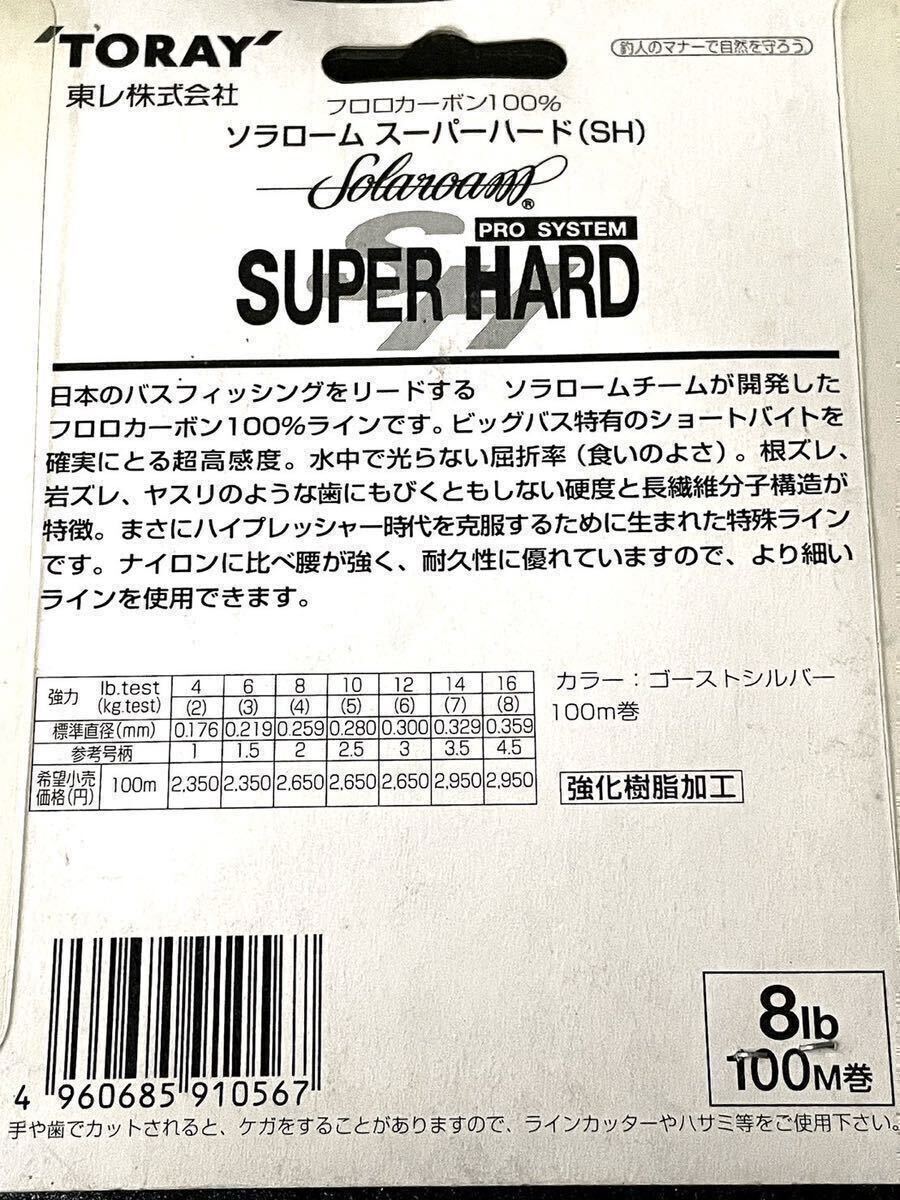 TORAY
東レ株式会社
釣人のマナーで自然を守ろう
フロロカーボン100%
ソラローム スーパーハード(SH)
Solaroam®
PRO SYSTEM
SH
SUPER HARD
日本のバスフィッシングをリードする ソラロームチームが開発した
フロロカーボン100%ラインです。ビッグバス特有のショートバイトを
確実にとる超高感度。水中で光らない屈折率(食いのよさ)。根ズレ、
岩ズレ、ヤスリのような歯にもびくともしない硬度と長繊維分子構造が
特徴。まさにハイプレッシャー時代を克服するために生まれた特殊ライン
です。ナイロンに比べ腰が強く、耐久性に優れていますので、より細い
ラインを使用できます。
強力 lb.test (kg.test) 4 (2) 6 (3) 8 (4) 10 (5) 12 (6) 14 (7) 16 (8)
標準直径(mm) 0.176 0.219 0.259 0.280 0.300 0.329 0.359
参考号柄 1 1.5 2 2.5 3 3.5 4.5
希望小売価格(円) 100m 2,350 2,350 2,650 2,650 2,650 2,950 2,950
カラー:ゴーストシルバー
100m巻
強化樹脂加工
8lb
100M巻
4 960685 910567
手や歯でカットされると、ケガをすることがありますので、ラインカッターやハサミ等をご使用下さい。